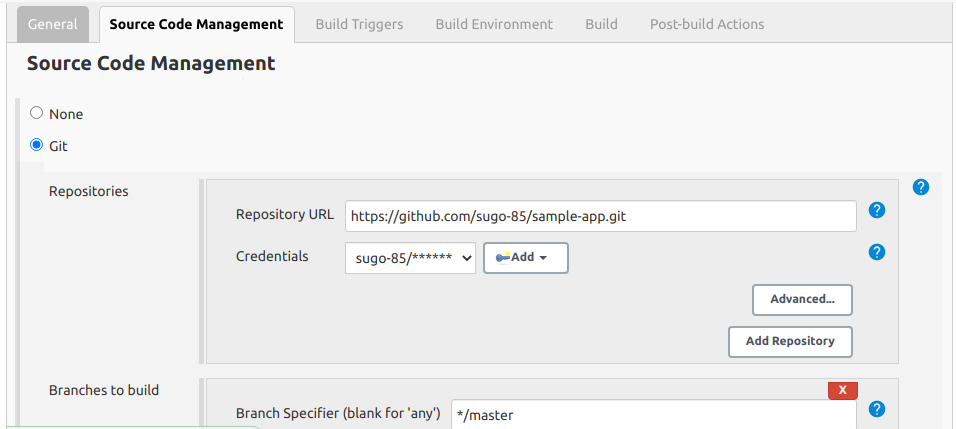 General Source Code Management Build Triggers Build Environment Build Post-build Actions
Source Code Management
None
Git
Repositories
?
Repository URL https://github.com/sugo-85/sample-app.git ?
Credentials sugo-85/****** Add ?
Advanced...
Add Repository
Branches to build
X
Branch Specifier (blank for 'any') */master ?